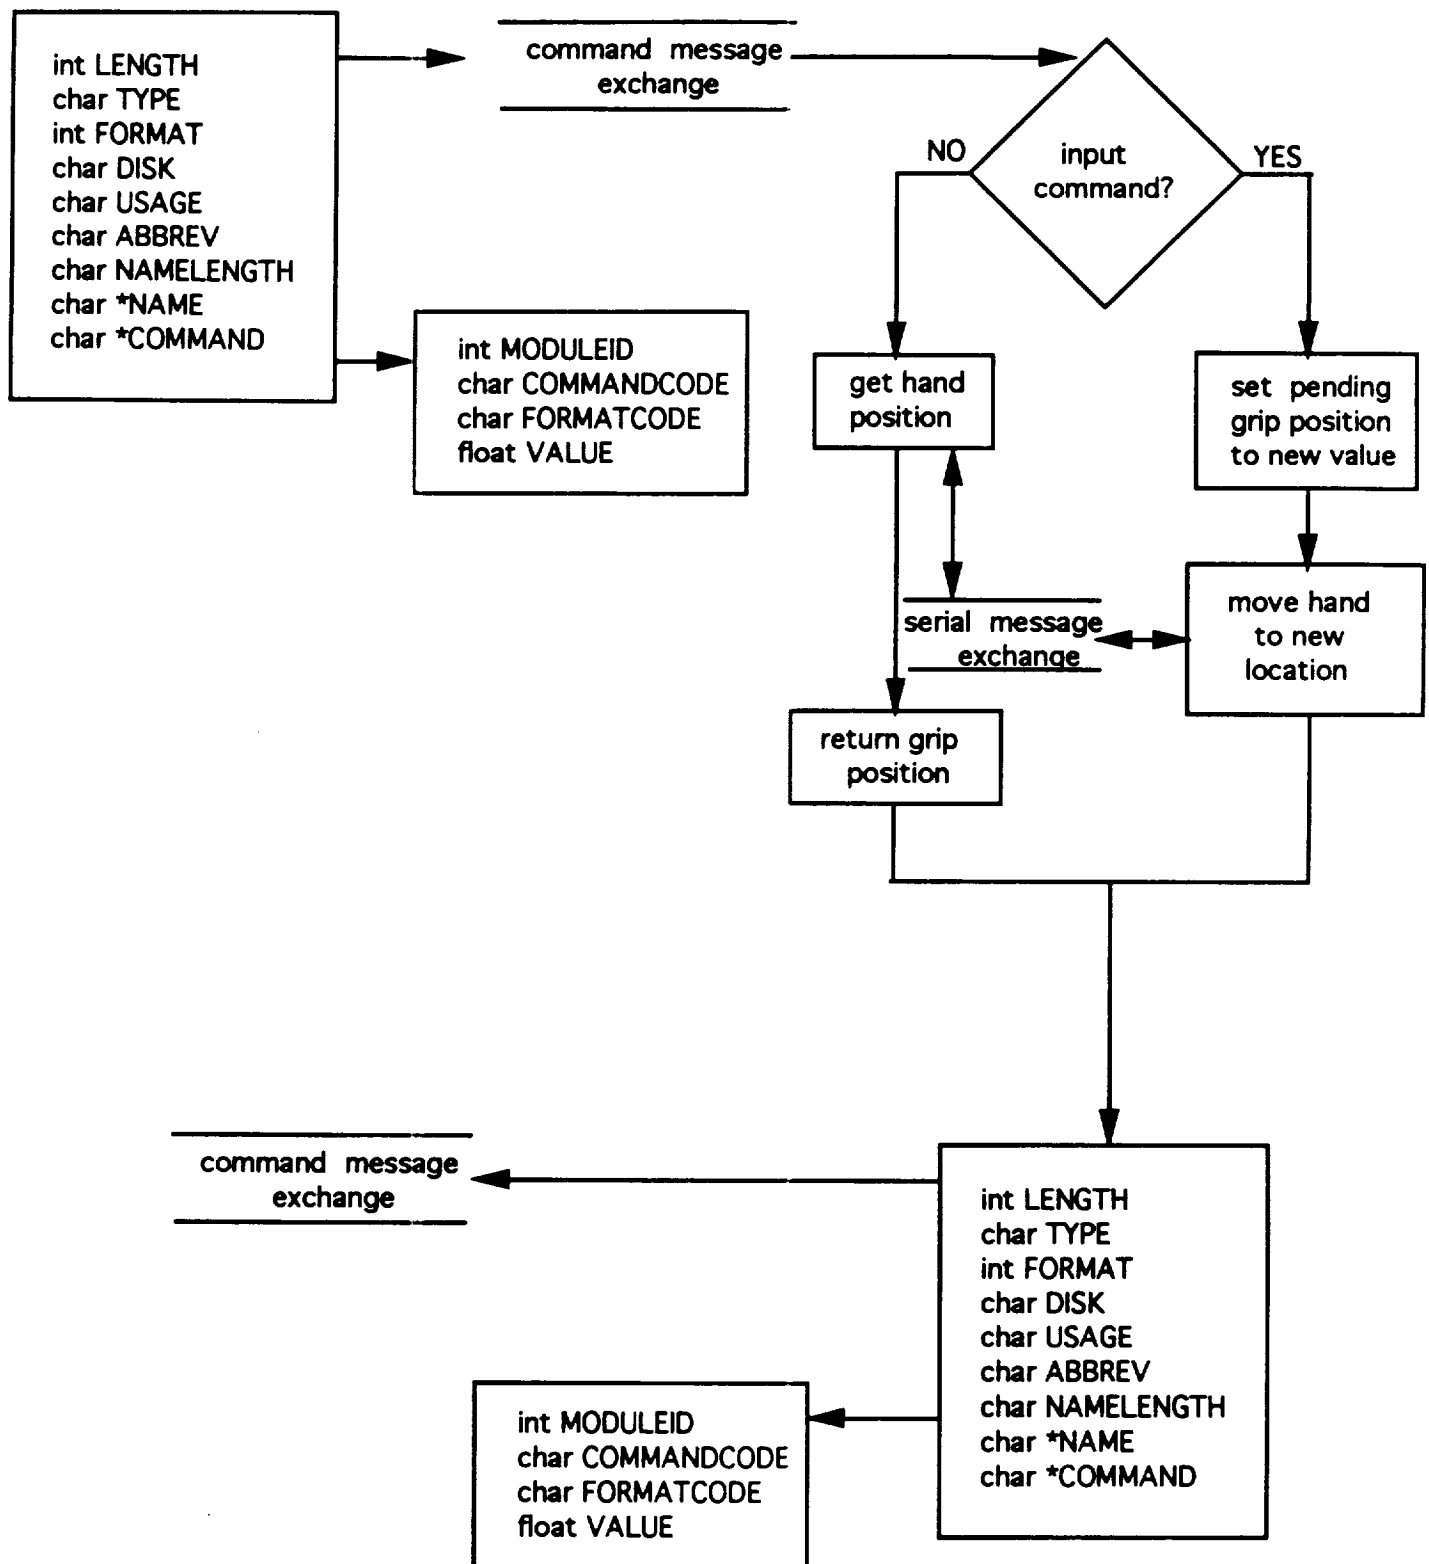 int LENGTH
char TYPE
int FORMAT
char DISK
char USAGE
char ABBREV
char NAMELENGTH
char *NAME
char *COMMAND
command message
exchange
input
command?
NO
YES
int MODULEID
char COMMANDCODE
char FORMATCODE
float VALUE
get hand
position
set pending
grip position
to new value
serial message
exchange
move hand
to new
location
return grip
position
command message
exchange
int LENGTH
char TYPE
int FORMAT
char DISK
char USAGE
char ABBREV
char NAMELENGTH
char *NAME
char *COMMAND
int MODULEID
char COMMANDCODE
char FORMATCODE
float VALUE